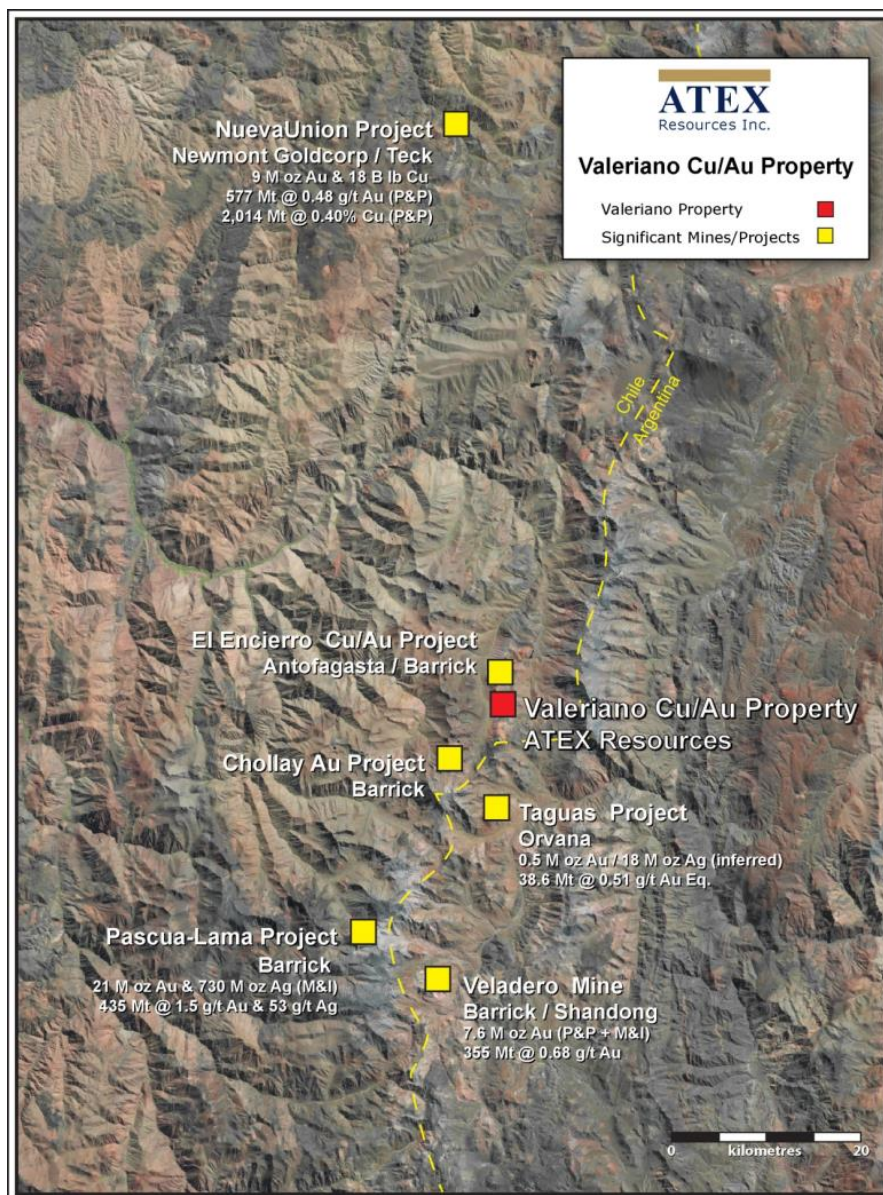 ATEX
Resources Inc.
Valeriano Cu/Au Property
Valeriano Property
Significant Mines/Projects
NuevaUnion Project
Newmont Goldcorp / Teck
9 M oz Au & 18 B lb Cu
577 Mt @ 0.48 g/t Au (P&P)
2,014 Mt @ 0.40% Cu (P&P)
Chile
Argentina
El Encierro Cu/Au Project
Antofagasta / Barrick
Valeriano Cu/Au Property
ATEX Resources
Chollay Au Project
Barrick
Taguas Project
Orvana
0.5 M oz Au / 18 M oz Ag (inferred)
38.6 Mt @ 0.51 g/t Au Eq.
Pascua-Lama Project
Barrick
21 M oz Au & 730 M oz Ag (M&I)
435 Mt @ 1.5 g/t Au & 53 g/t Ag
Veladero Mine
Barrick / Shandong
7.6 M oz Au (P&P + M&I)
355 Mt @ 0.68 g/t Au
0 kilometres 20